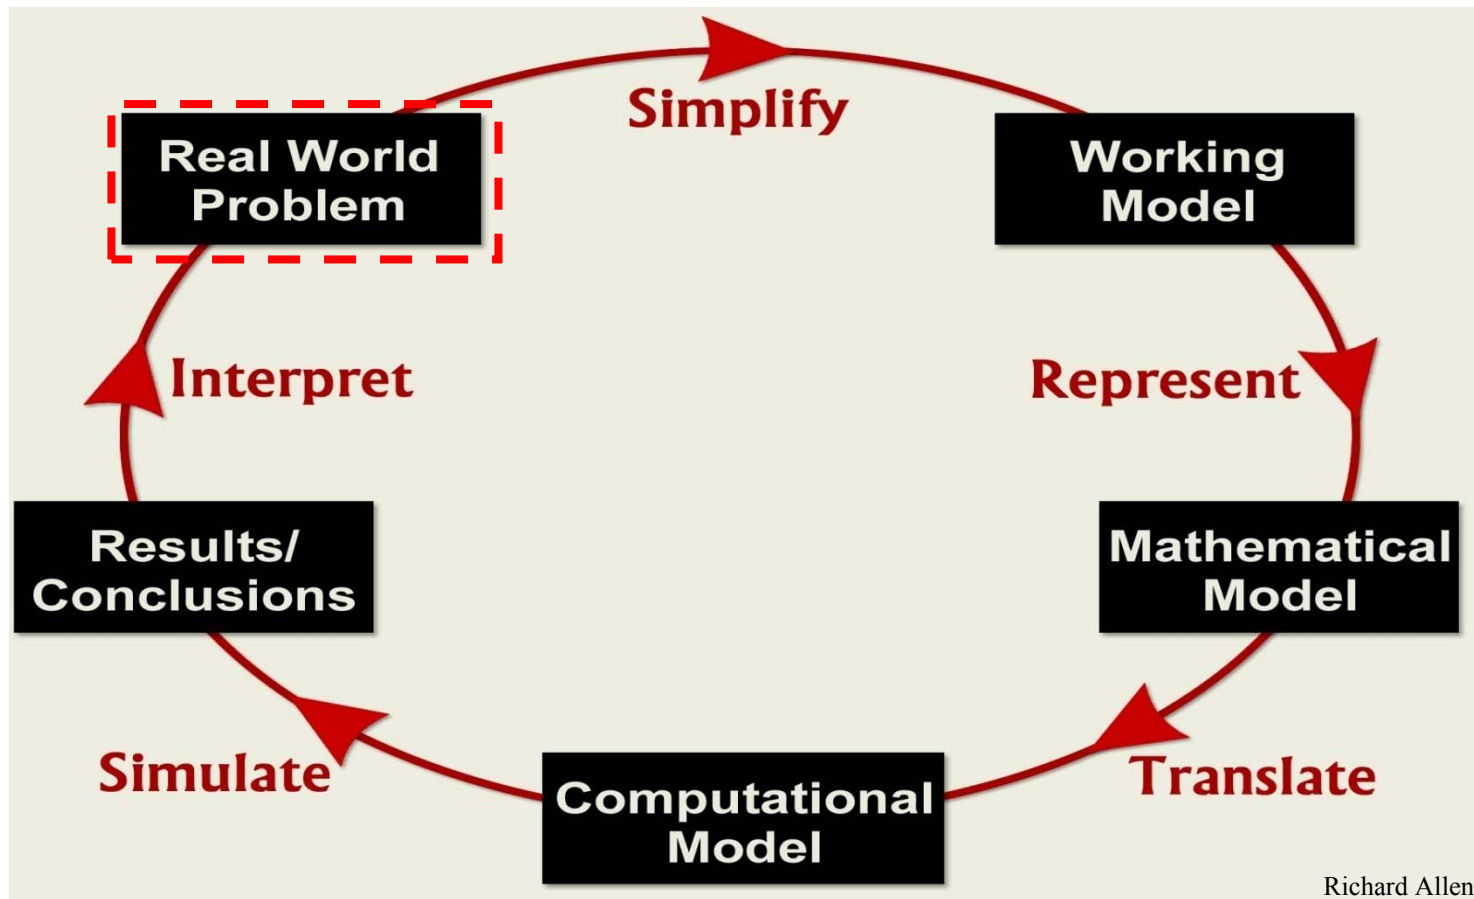 Simplify
Real World
Problem
Working
Model
Interpret
Represent
Results/
Conclusions
Mathematical
Model
Simulate
Translate
Computational
Model
Richard Allen